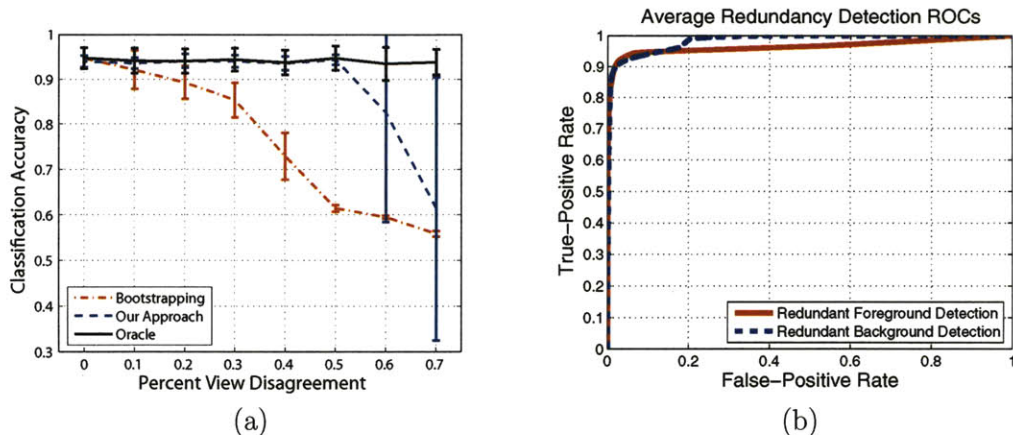 Classification Accuracy
1
0.9
0.8
0.7
0.6
0.5
0.4
0.3
Bootstrapping
Our Approach
Oracle
0 0.1 0.2 0.3 0.4 0.5 0.6 0.7
Percent View Disagreement
(a)
Average Redundancy Detection ROCs
True-Positive Rate
1
0.9
0.8
0.7
0.6
0.5
0.4
0.3
0.2
0.1
0
Redundant Foreground Detection
Redundant Background Detection
0 0.2 0.4 0.6 0.8 1
False-Positive Rate
(b)